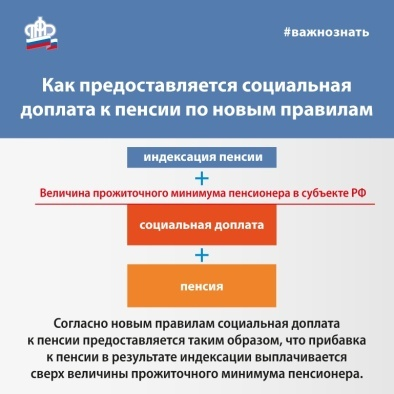 #важнознать
Как предоставляется социальная
доплата к пенсии по новым правилам
индексация пенсии
+
Величина прожиточного минимума пенсионера в субъекте РФ
социальная доплата
+
пенсия
Согласно новым правилам социальная доплата
к пенсии предоставляется таким образом, что прибавка
к пенсии в результате индексации выплачивается
сверх величины прожиточного минимума пенсионера.